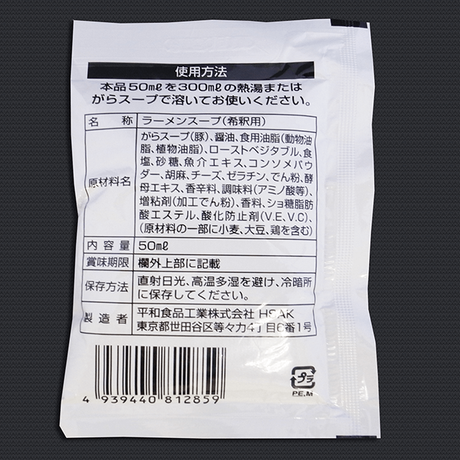 使用方法
本品50mlを300mlの熱湯または
がらスープで溶いてお使いください。
名称 ラーメンスープ(希釈用)
原材料名 がらスープ(豚)、醤油、食用油脂(動物油
脂、植物油脂)、ローストベジタブル、食
塩、砂糖、魚介エキス、コンソメパウ
ダー、胡麻、チーズ、ゼラチン、でん粉、酵
母エキス、香辛料、調味料(アミノ酸等)、
増粘剤(加工でん粉)、香料、ショ糖脂肪
酸エステル、酸化防止剤(V.E、V.C)、
(原材料の一部に小麦、大豆、鶏を含む)
内容量 50ml
賞味期限 欄外上部に記載
保存方法 直射日光、高温多湿を避け、冷暗所
に保存してください。
製造者 平和食品工業株式会社 HSAK
東京都世田谷区等々力4丁目6番1号
4 939440 812859
プラ
P.E,M